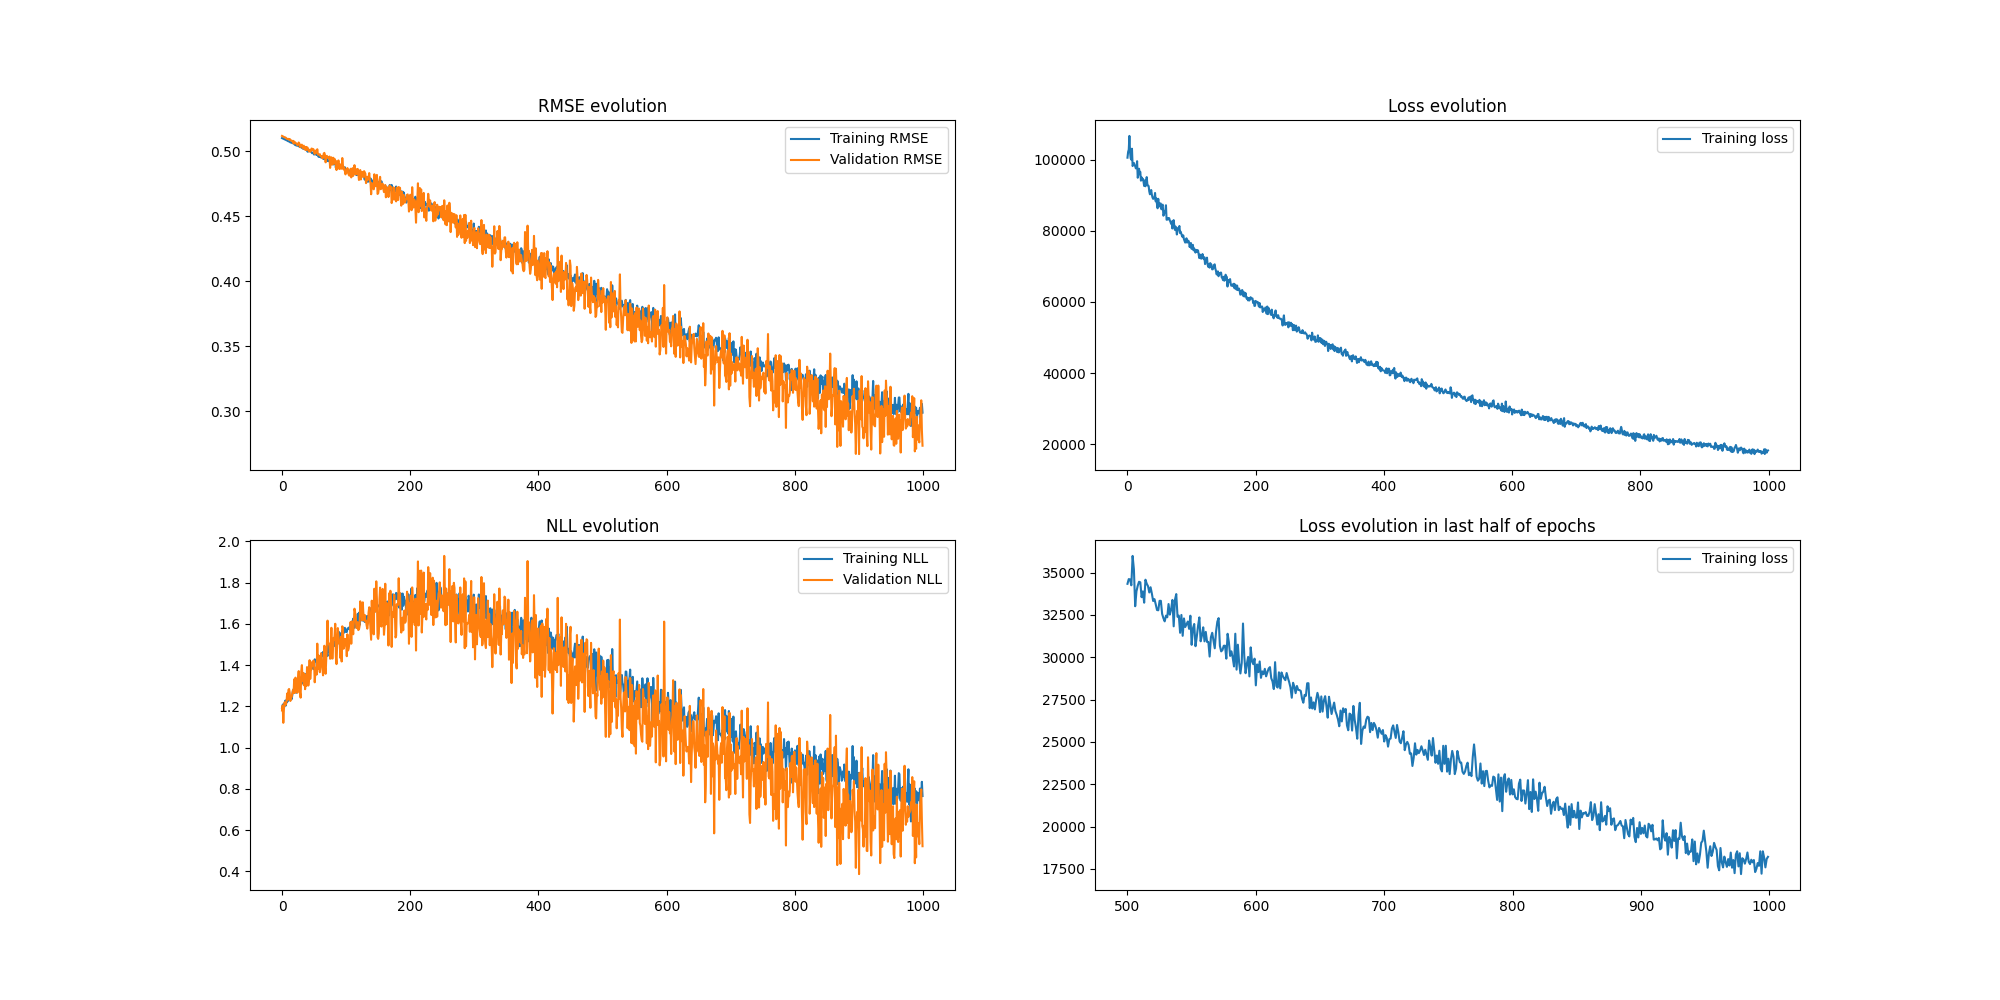 RMSE evolution
0.50
0.45
0.40
0.35
0.30
Training RMSE
Validation RMSE
0 200 400 600 800 1000
Loss evolution
100000
80000
60000
40000
20000
Training loss
0 200 400 600 800 1000
NLL evolution
2.0
1.8
1.6
1.4
1.2
1.0
0.8
0.6
0.4
Training NLL
Validation NLL
0 200 400 600 800 1000
Loss evolution in last half of epochs
35000
32500
30000
27500
25000
22500
20000
17500
Training loss
500 600 700 800 900 1000